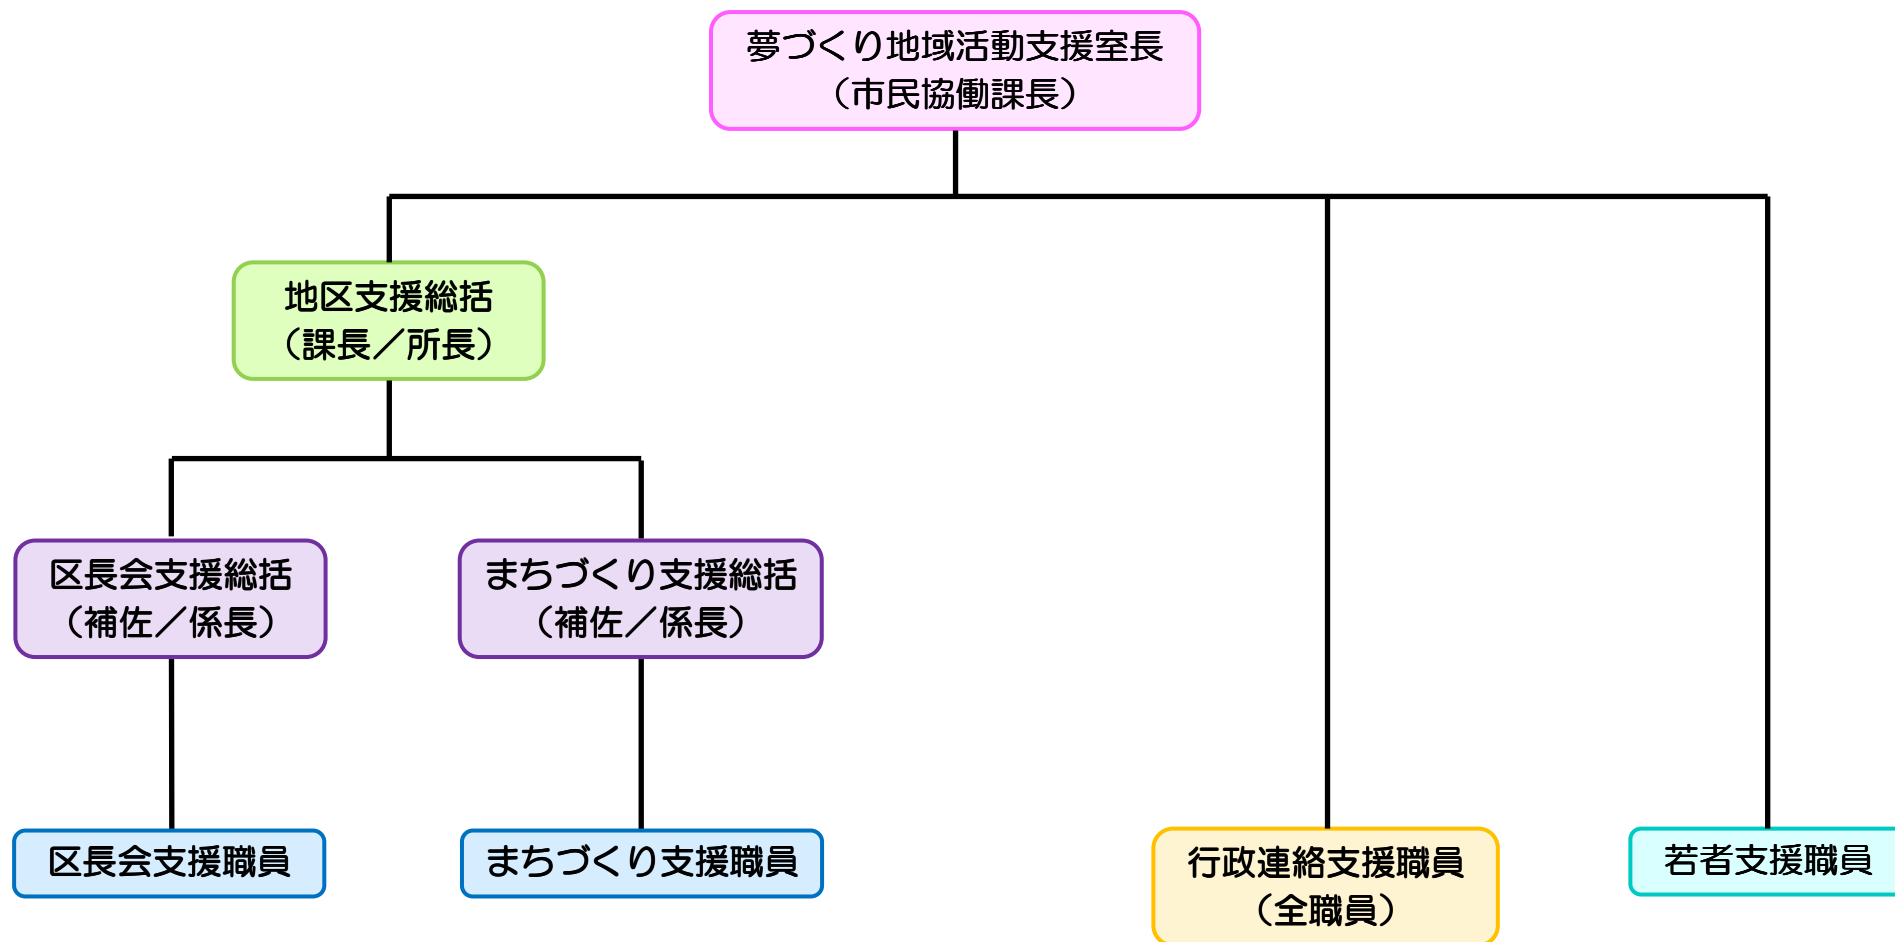 夢づくり地域活動支援室長
（市民協働課長）
地区支援総括
（課長／所長）
区長会支援総括
（補佐／係長）
まちづくり支援総括
（補佐／係長）
区長会支援職員
まちづくり支援職員
行政連絡支援職員
（全職員）
若者支援職員